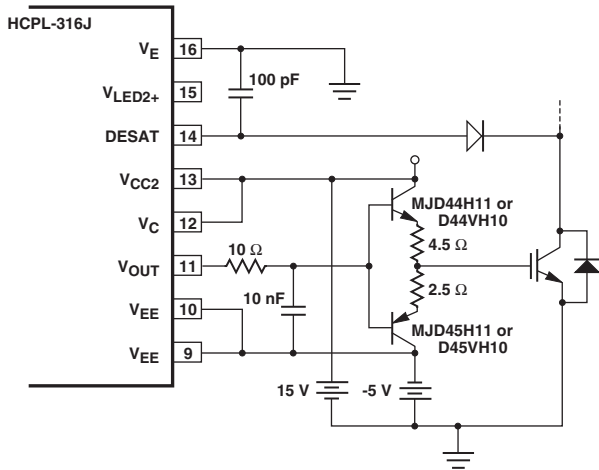 HCPL-316J
VE 16
VLED2+ 15
DESAT 14
VCC2 13
VC 12
VOUT 11
VEE 10
VEE 9
100 pF
MJD44H11 or
D44VH10
10 Ω
4.5 Ω
10 nF
2.5 Ω
MJD45H11 or
D45VH10
15 V
-5 V